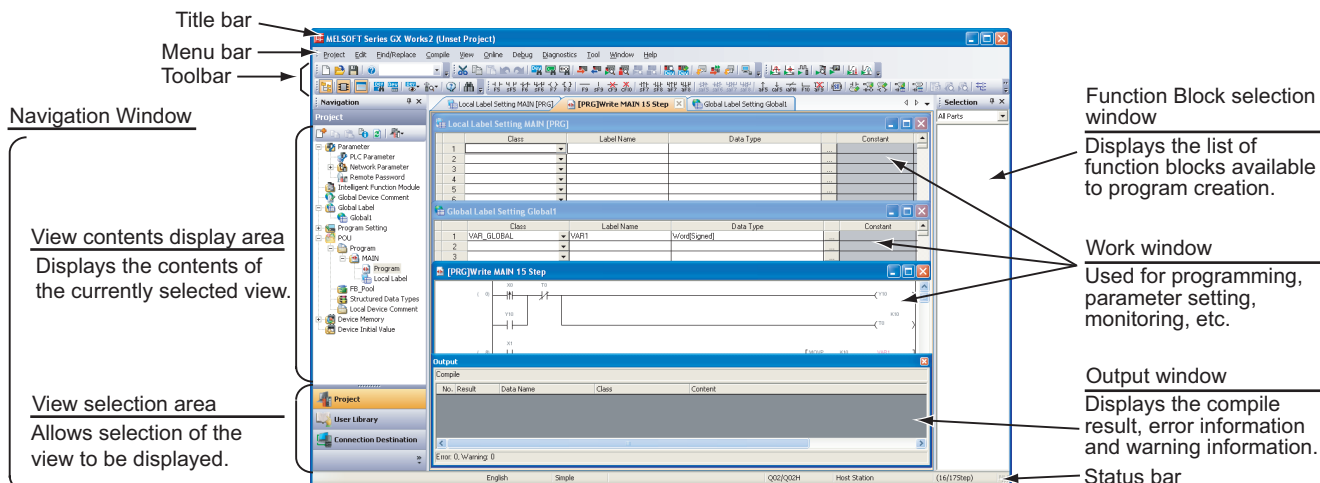 Title bar
Menu bar
Toolbar
Navigation Window
View contents display area
Displays the contents of
the currently selected view.
View selection area
Allows selection of the
view to be displayed.
MELSOFT Series GX Works2 (Unset Project)
Project Edit Find/Replace Compile View Online Debug Diagnostics Tool Window Help
Navigation
Project
Parameter
PLC Parameter
Network Parameter
Remote Password
Intelligent Function Module
Global Device Comment
Global Label
Global1
Program Setting
POU
Program
MAIN
Program
Local Label
FB_Pool
Structured Data Types
Local Device Comment
Device Memory
Device Initial Value
Project
User Library
Connection Destination
Local Label Setting MAIN [PRG]
[PRG]Write MAIN 15 Step
Global Label Setting Global1
Local Label Setting MAIN [PRG]
Class Label Name Data Type Constant
1
2
3
4
5
6
Global Label Setting Global1
Class Label Name Data Type Constant
1 VAR_GLOBAL VAR1 Word[Signed]
2
3
[PRG]Write MAIN 15 Step
X0 T0
( 0) (Y10 )
Y10 K30
(T0 )
X1
Output
Compile
No. Result Data Name Class Content
Error: 0, Warning: 0
English Simple Q02/Q02H Host Station (16/17Step)
Selection
All Parts
Function Block selection
window
Displays the list of
function blocks available
to program creation.
Work window
Used for programming,
parameter setting,
monitoring, etc.
Output window
Displays the compile
result, error information
and warning information.
Status bar